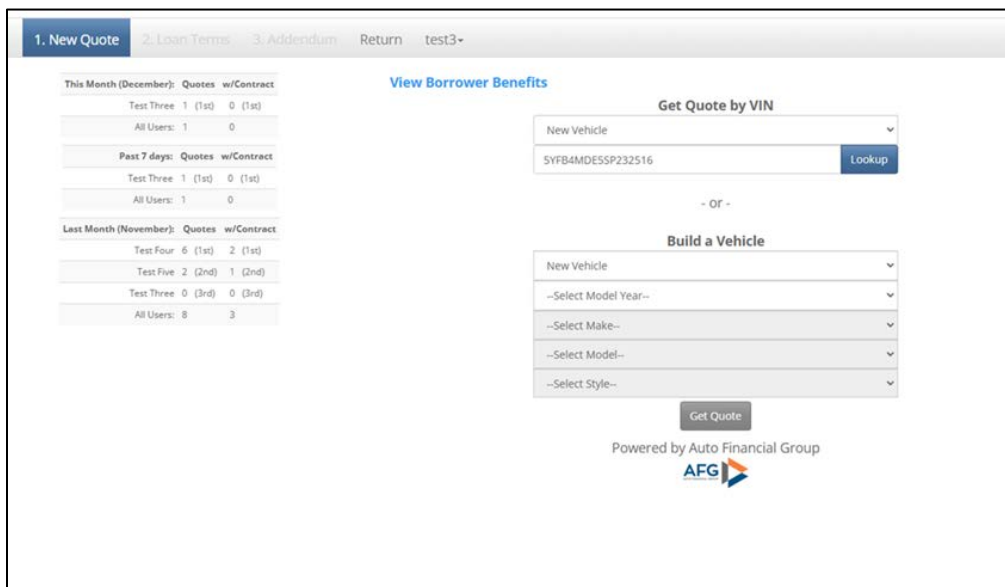 1. New Quote 2. Loan Terms 3. Addendum Return test3
This Month (December): Quotes w/Contract
Test Three 1 (1st) 0 (1st)
All Users: 1 0
Past 7 days: Quotes w/Contract
Test Three 1 (1st) 0 (1st)
All Users: 1 0
Last Month (November): Quotes w/Contract
Test Four 6 (1st) 2 (1st)
Test Five 2 (2nd) 1 (2nd)
Test Three 0 (3rd) 0 (3rd)
All Users: 8 3
View Borrower Benefits
Get Quote by VIN
New Vehicle
5YFB4MDE5SP232516 Lookup
- or -
Build a Vehicle
New Vehicle
--Select Model Year--
--Select Make--
--Select Model--
--Select Style--
Get Quote
Powered by Auto Financial Group
AFG